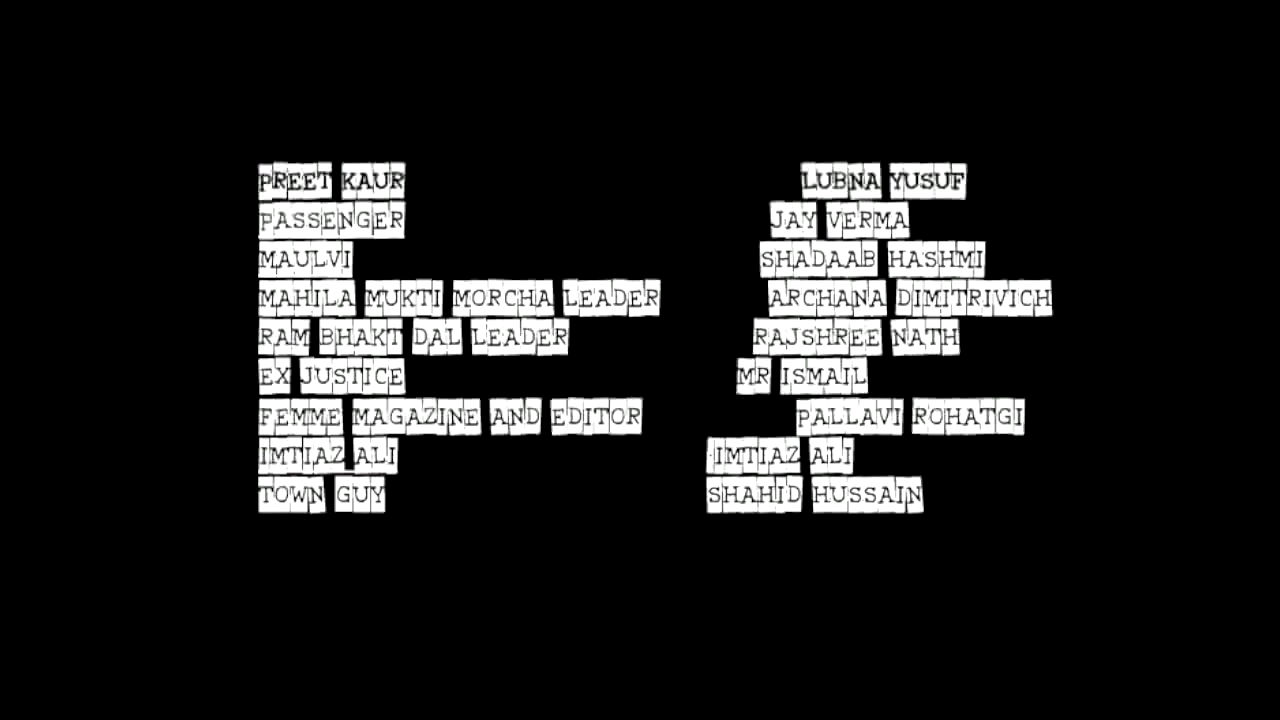 PREET KAUR LUBNA YUSUF
PASSENGER JAY VERMA
MAULVI SHADAAB HASHMI
MAHILA MUKTI MORCHA LEADER ARCHANA DIMITRIVICH
RAM BHAKT DAL LEADER RAJSHREE NATH
EX JUSTICE MR ISMAIL
FEMME MAGAZINE AND EDITOR PALLAVI ROHATGI
IMTIAZ ALI IMTIAZ ALI
TOWN GUY SHAHID HUSSAIN